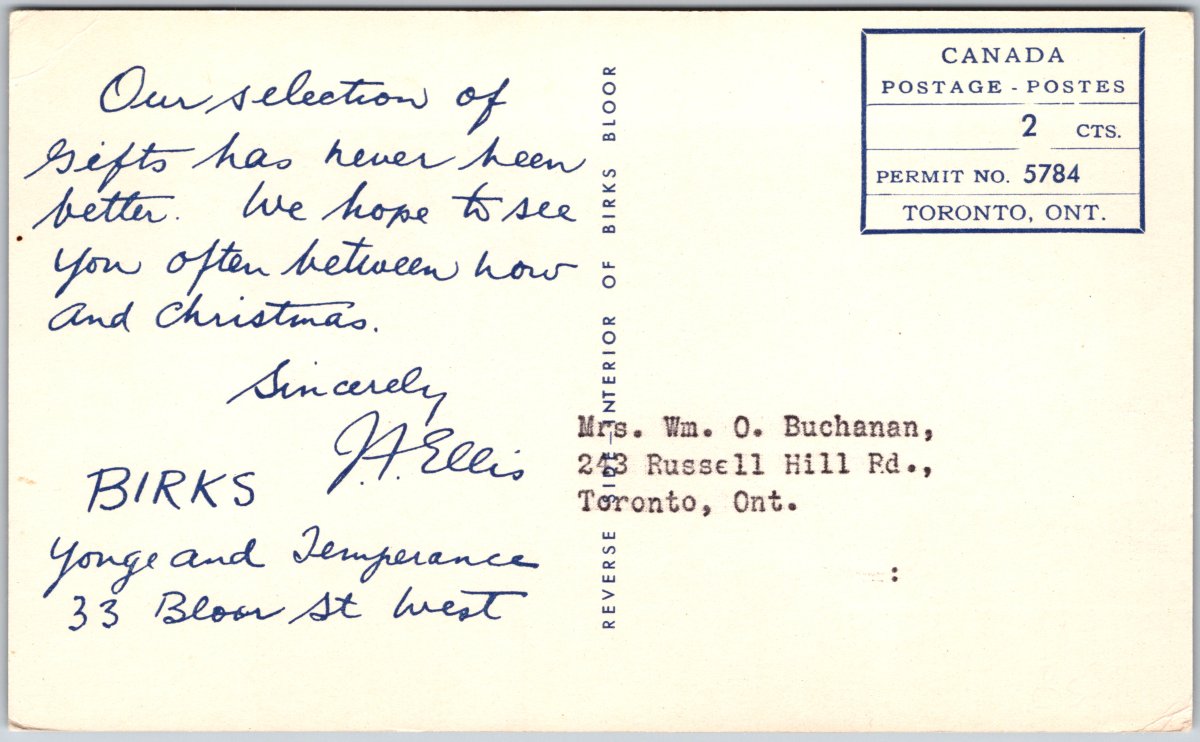 Our selection of
Gifts has never been
better. We hope to see
you often between now
and Christmas.
Sincerely
J.A. Ellis
BIRKS
Yonge and Temperance
33 Bloor St West
REVERSE SIDE—INTERIOR OF BIRKS BLOOR
CANADA
POSTAGE - POSTES
2 CTS.
PERMIT NO. 5784
TORONTO, ONT.
Mrs. Wm. O. Buchanan,
243 Russell Hill Rd.,
Toronto, Ont.
: